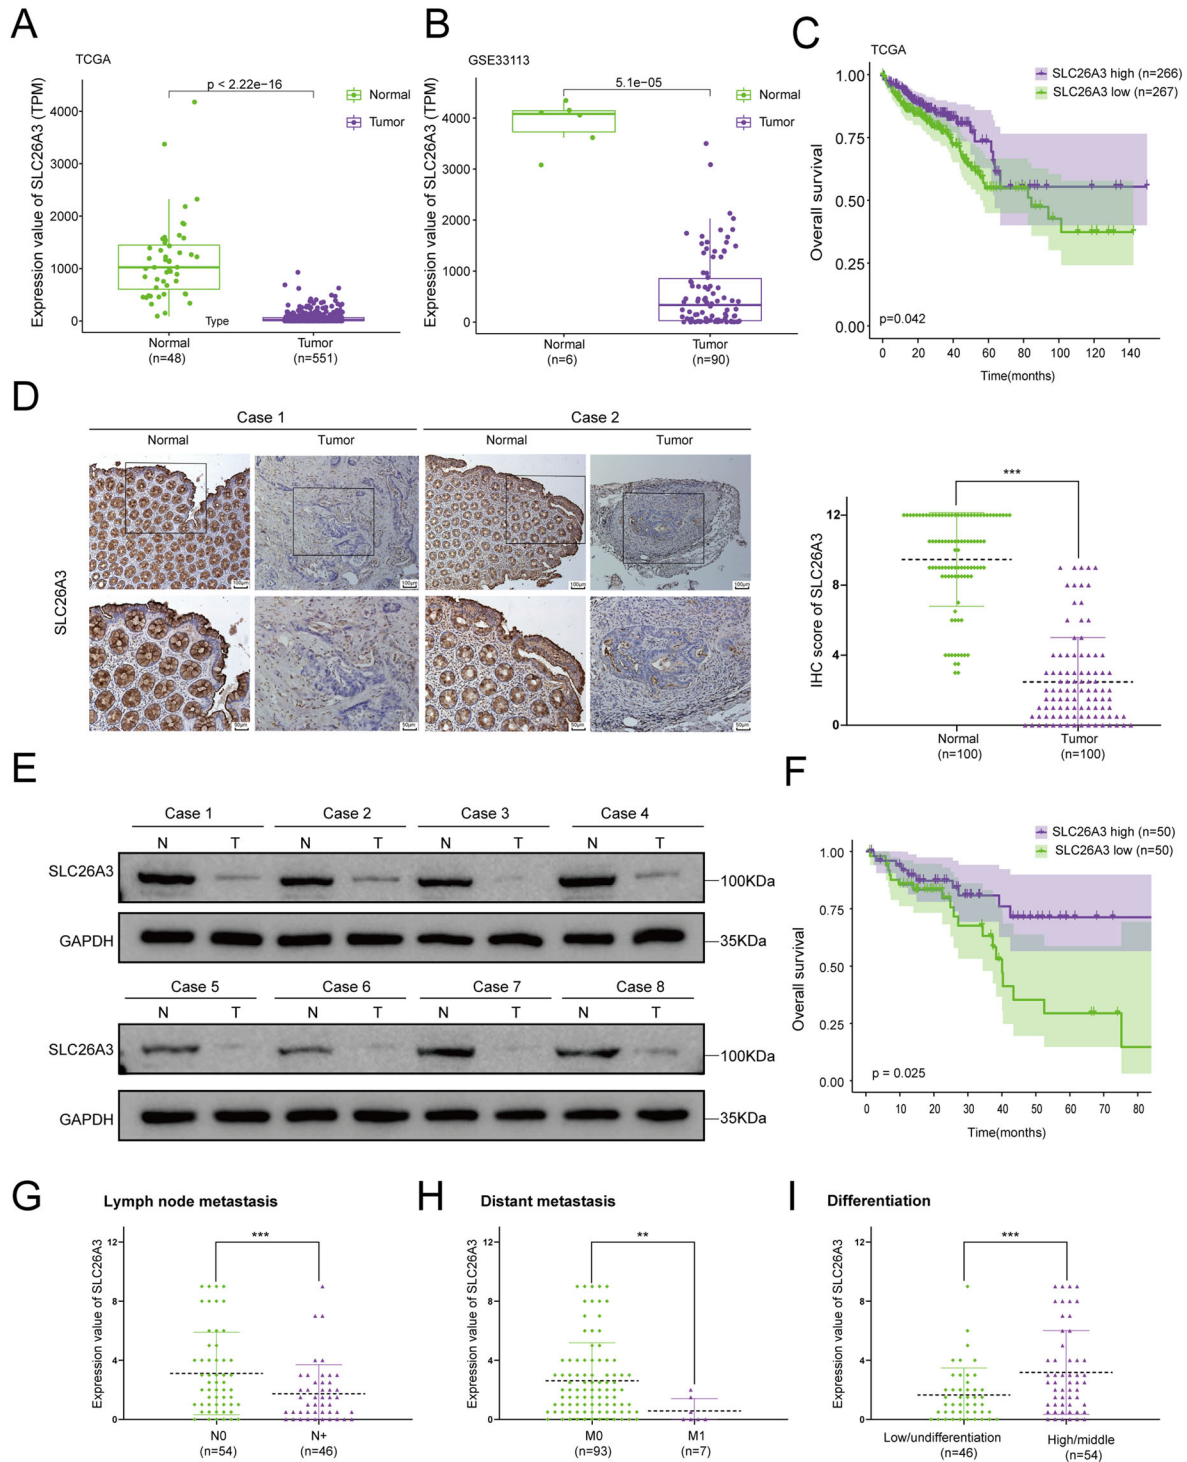 A
TCGA
Expression value of SLC26A3 (TPM)
4000
3000
2000
1000
0
p < 2.22e−16
Normal
Tumor
Type
Normal
(n=48)
Tumor
(n=551)
B
GSE33113
Expression value of SLC26A3 (TPM)
4000
3000
2000
1000
0
5.1e−05
Normal
Tumor
Normal
(n=6)
Tumor
(n=90)
C
TCGA
SLC26A3 high (n=266)
SLC26A3 low (n=267)
Overall survival
1.00
0.75
0.50
0.25
0.00
p=0.042
0 20 40 60 80 100 120 140
Time(months)
D
Case 1
Case 2
Normal
Tumor
Normal
Tumor
SLC26A3
100μm
100μm
100μm
100μm
50μm
50μm
50μm
50μm
***
IHC score of SLC26A3
12
8
4
0
Normal
(n=100)
Tumor
(n=100)
E
Case 1 Case 2 Case 3 Case 4
N T N T N T N T
SLC26A3
100KDa
GAPDH
35KDa
Case 5 Case 6 Case 7 Case 8
N T N T N T N T
SLC26A3
100KDa
GAPDH
35KDa
F
SLC26A3 high (n=50)
SLC26A3 low (n=50)
Overall survival
1.00
0.75
0.50
0.25
0.00
p = 0.025
0 10 20 30 40 50 60 70 80
Time(months)
G
Lymph node metastasis
Expression value of SLC26A3
12
8
4
0
***
N0
(n=54)
N+
(n=46)
H
Distant metastasis
Expression value of SLC26A3
12
8
4
0
**
M0
(n=93)
M1
(n=7)
I
Differentiation
Expression value of SLC26A3
12
8
4
0
***
Low/undifferentiation
(n=46)
High/middle
(n=54)